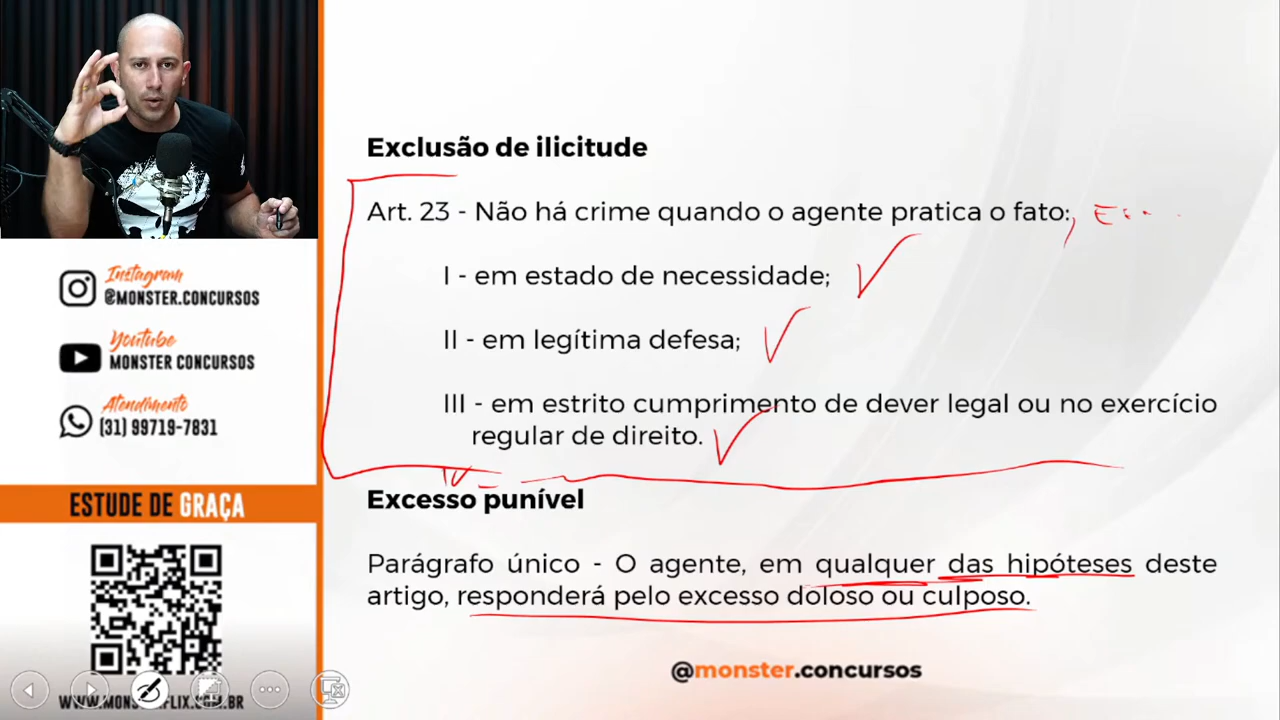 Exclusão de ilicitude
Art. 23 - Não há crime quando o agente pratica o fato:
I - em estado de necessidade;
II - em legítima defesa;
III - em estrito cumprimento de dever legal ou no exercício
regular de direito.
IV -
Excesso punível
Parágrafo único - O agente, em qualquer das hipóteses deste
artigo, responderá pelo excesso doloso ou culposo.
@monster.concursos
Instagram
@MONSTER.CONCURSOS
Youtube
MONSTER CONCURSOS
Atendimento
(31) 99719-7831
ESTUDE DE GRAÇA